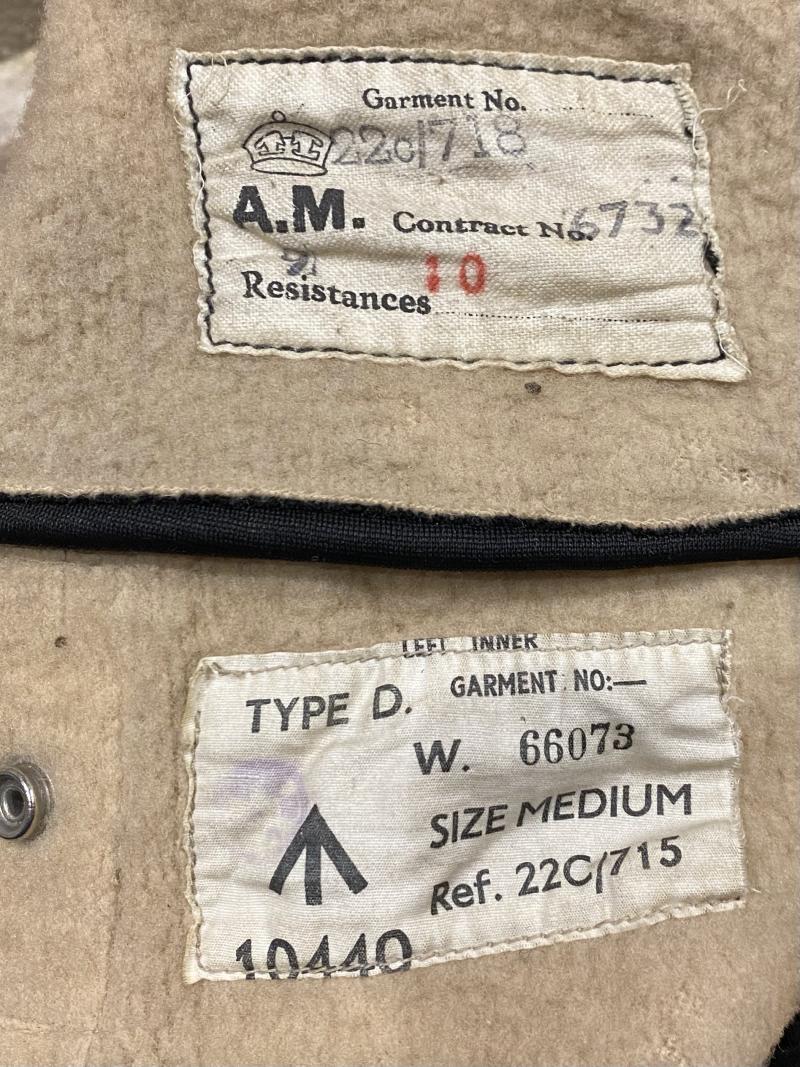 Garment No.
22c/718
A.M. Contract No. 6732
Resistances 10
LEFT INNER
TYPE D. GARMENT NO:—
W. 66073
SIZE MEDIUM
Ref. 22C/715
10440